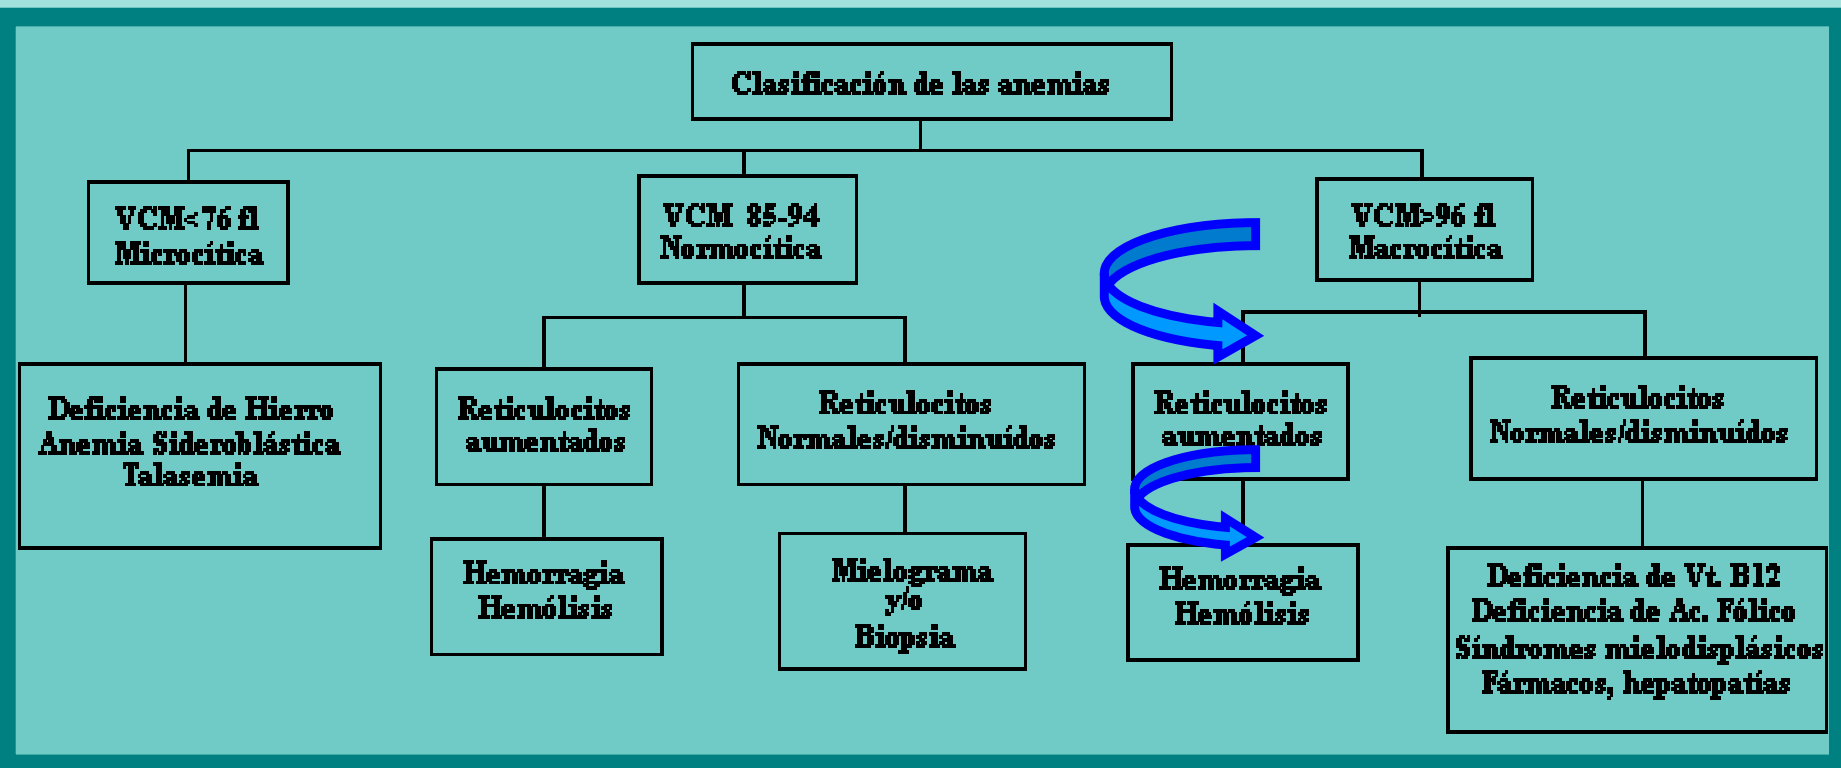 Clasificación de las anemias
VCM<76 fl
Microcítica
VCM 85-94
Normocítica
VCM>96 fl
Macrocítica
Deficiencia de Hierro
Anemia Sideroblástica
Talasemia
Reticulocitos
aumentados
Reticulocitos
Normales/disminuídos
Reticulocitos
aumentados
Reticulocitos
Normales/disminuídos
Hemorragia
Hemólisis
Mielograma
y/o
Biopsia
Hemorragia
Hemólisis
Deficiencia de Vt. B12
Deficiencia de Ac. Fólico
Síndromes mielodisplásicos
Fármacos, hepatopatías